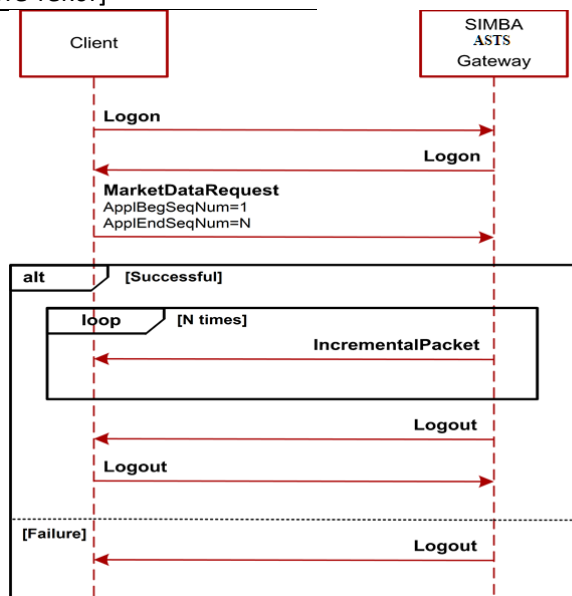 Client
SIMBA
ASTS
Gateway
Logon
Logon
MarketDataRequest
ApplBegSeqNum=1
ApplEndSeqNum=N
alt [Successful]
loop [N times]
IncrementalPacket
Logout
Logout
[Failure]
Logout